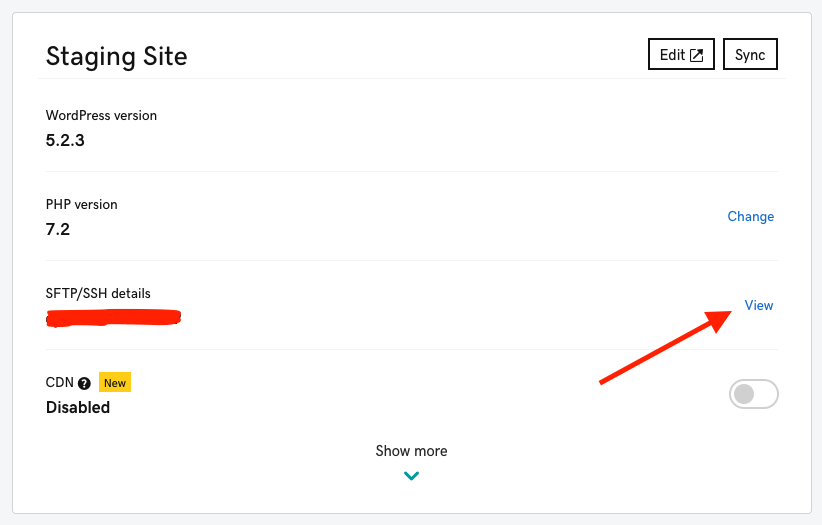 Staging Site
Edit
Sync
WordPress version
5.2.3
PHP version
7.2
Change
SFTP/SSH details
View
CDN ? New
Disabled
Show more